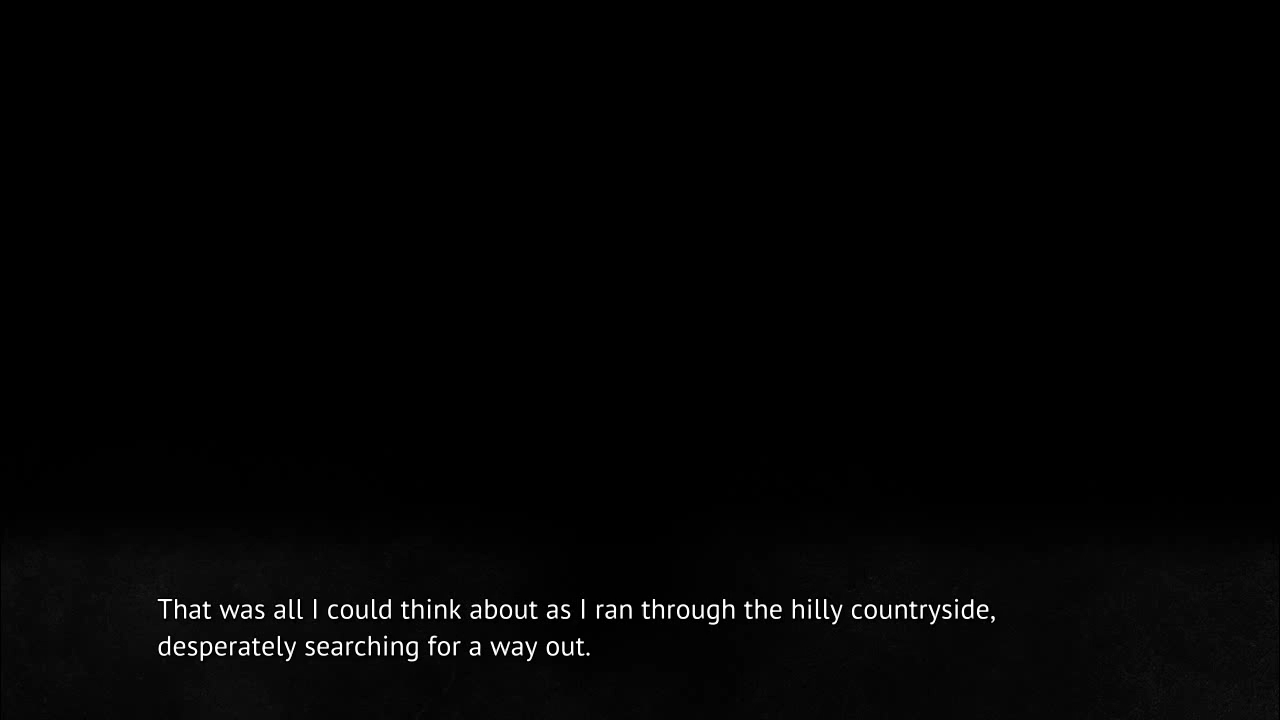 That was all I could think about as I ran through the hilly countryside,
desperately searching for a way out.